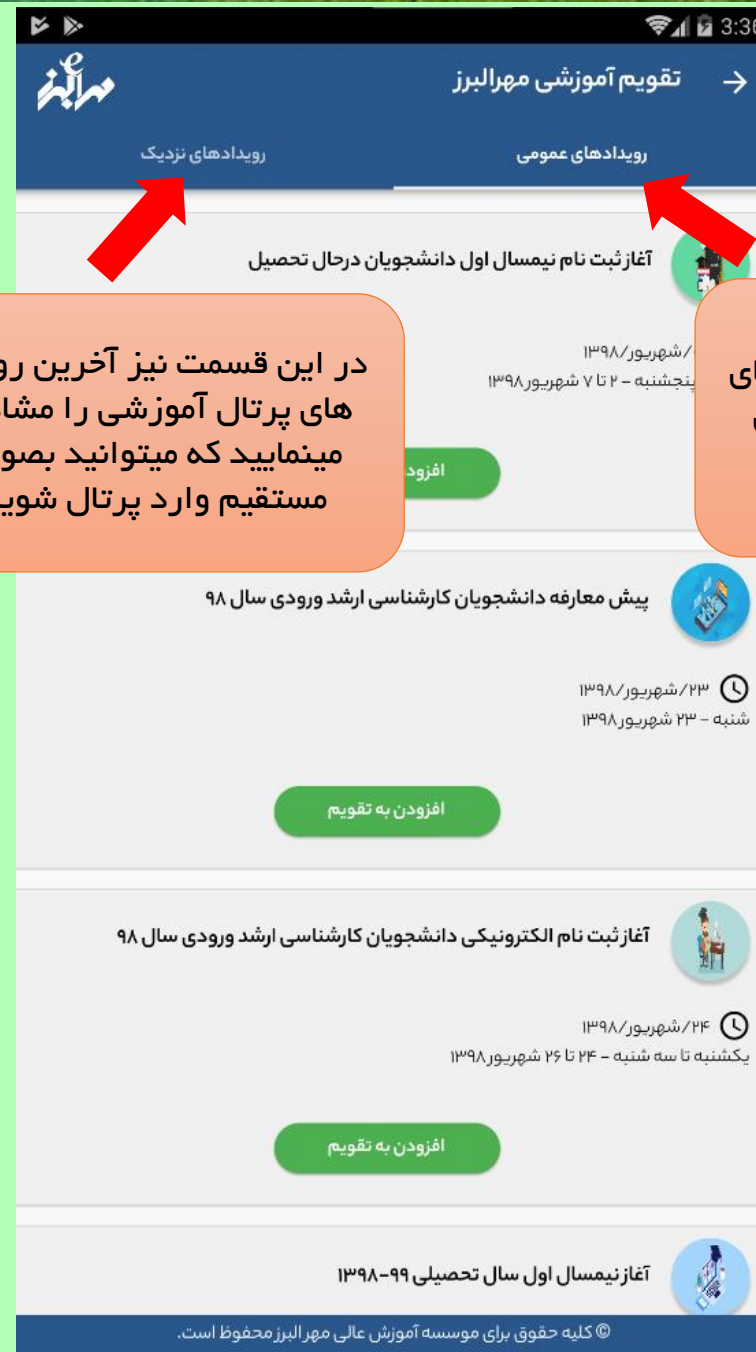 3:36
تقویم آموزشی مهرالبرز
مهرالبرز
رویدادهای عمومی
رویدادهای نزدیک
آغاز ثبت نام نیمسال اول دانشجویان درحال تحصیل
/شهریور/۱۳۹۸
پنجشنبه – ۲ تا ۷ شهریور ۱۳۹۸
در این قسمت نیز آخرین
های پرتال آموزشی را
مینمایید که میتوانید
مستقیم وارد پرتال
پیش معارفه دانشجویان کارشناسی ارشد ورودی سال ۹۸
۲۳/شهریور/۱۳۹۸
شنبه – ۲۳ شهریور ۱۳۹۸
افزودن به تقویم
آغاز ثبت نام الکترونیکی دانشجویان کارشناسی ارشد ورودی سال ۹۸
۲۴/شهریور/۱۳۹۸
یکشنبه تا سه شنبه – ۲۴ تا ۲۶ شهریور ۱۳۹۸
افزودن به تقویم
آغاز نیمسال اول سال تحصیلی ۹۹-۱۳۹۸
© کلیه حقوق برای موسسه آموزش عالی مهر البرز محفوظ است.